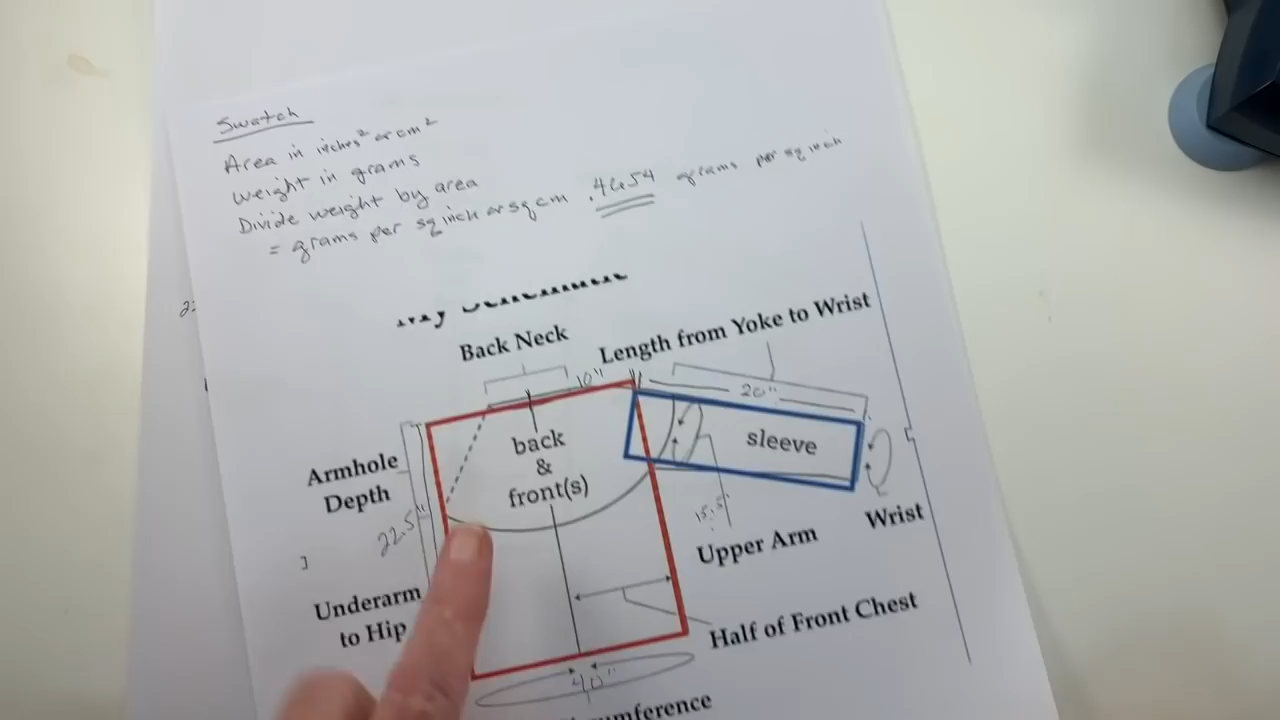 Swatch
Area in inches² or cm²
weight in grams
Divide weight by area
= grams per sq inch or sq cm .4654 grams per sq inch
Back Neck
Length from Yoke to Wrist
10"
20"
back
&
front(s)
sleeve
Armhole
Depth
22.5"
15.5"
Wrist
Upper Arm
Underarm
to Hip
Half of Front Chest
40"